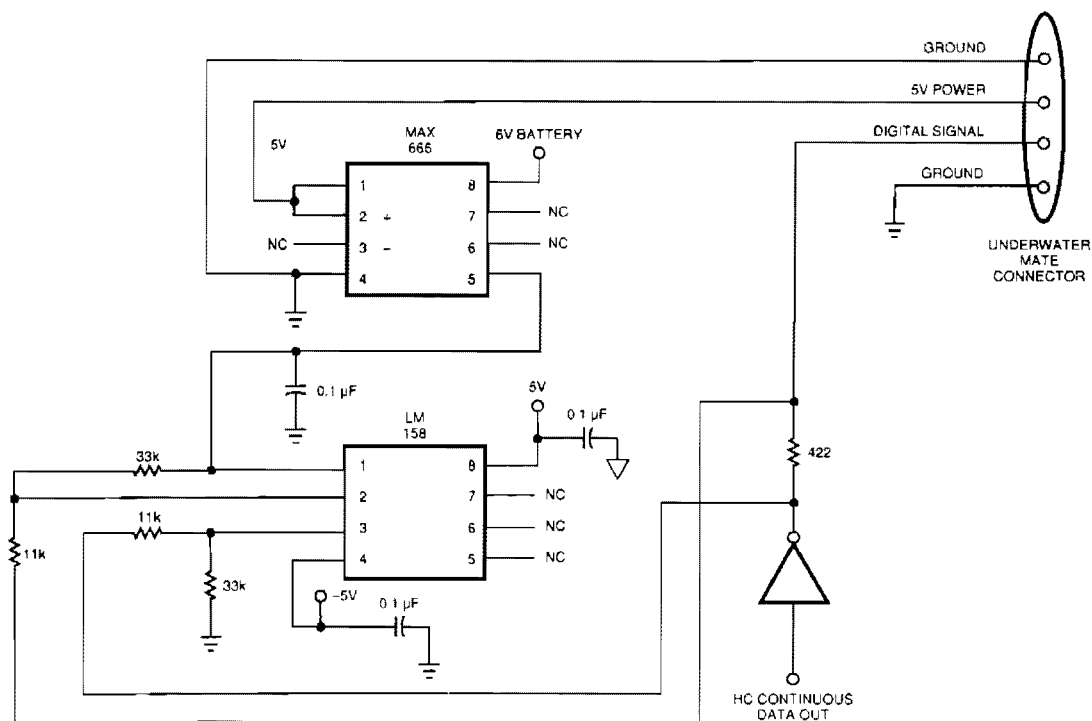 GROUND
5V POWER
6V BATTERY
DIGITAL SIGNAL
GROUND
UNDERWATER
MATE
CONNECTOR
5V
MAX
666
1
2
+
3
–
4
8
7
6
5
NC
NC
NC
0.1 µF
LM
158
5V
0 1 µF
33k
11k
11k
33k
1
2
3
4
8
7
6
5
NC
NC
NC
–5V
0 1 µF
422
HC CONTINUOUS
DATA OUT